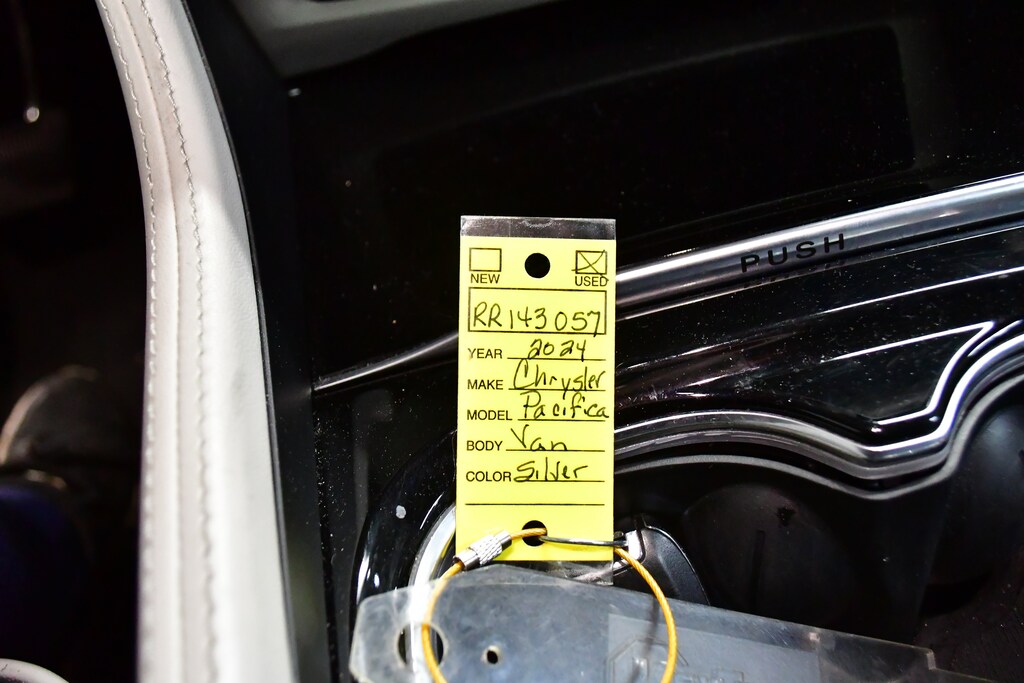 NEW USED
RR143057
YEAR 2024
MAKE Chrysler
MODEL Pacifica
BODY Van
COLOR Silver
PUSH